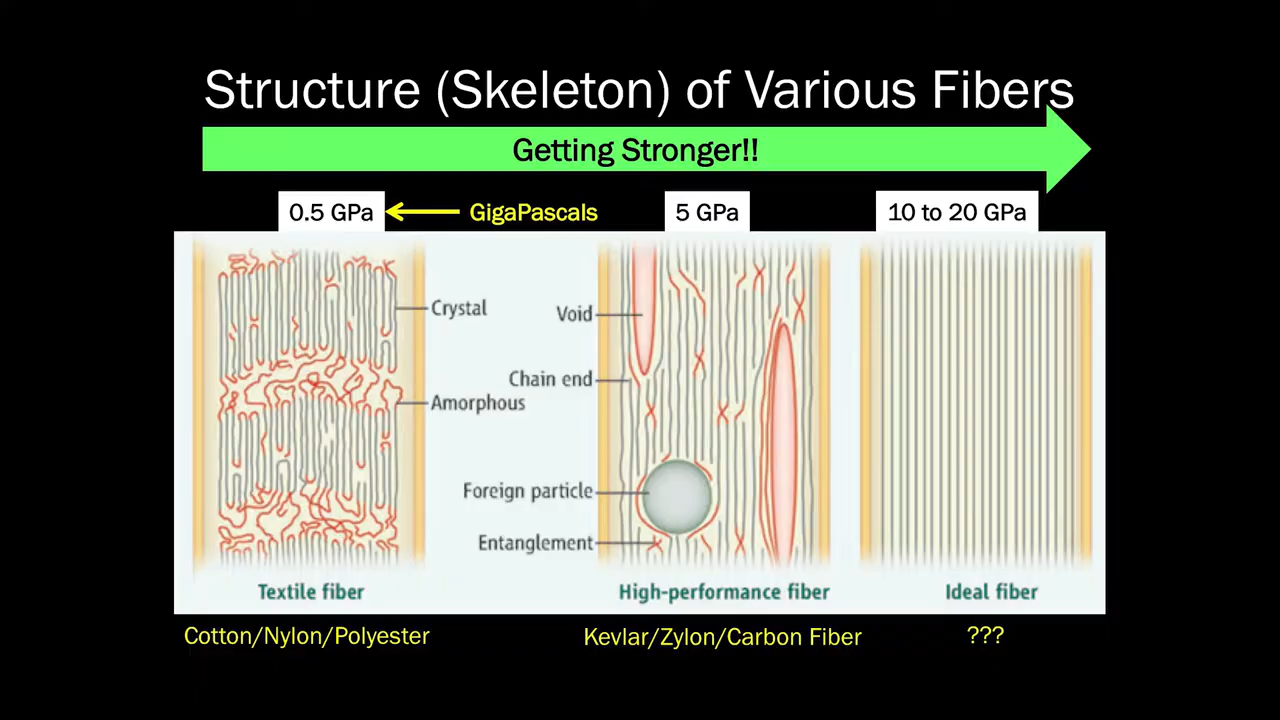 Structure (Skeleton) of Various Fibers
Getting Stronger!!
0.5 GPa
GigaPascals
5 GPa
10 to 20 GPa
Crystal
Void
Chain end
Amorphous
Foreign particle
Entanglement
Textile fiber
High-performance fiber
Ideal fiber
Cotton/Nylon/Polyester
Kevlar/Zylon/Carbon Fiber
???